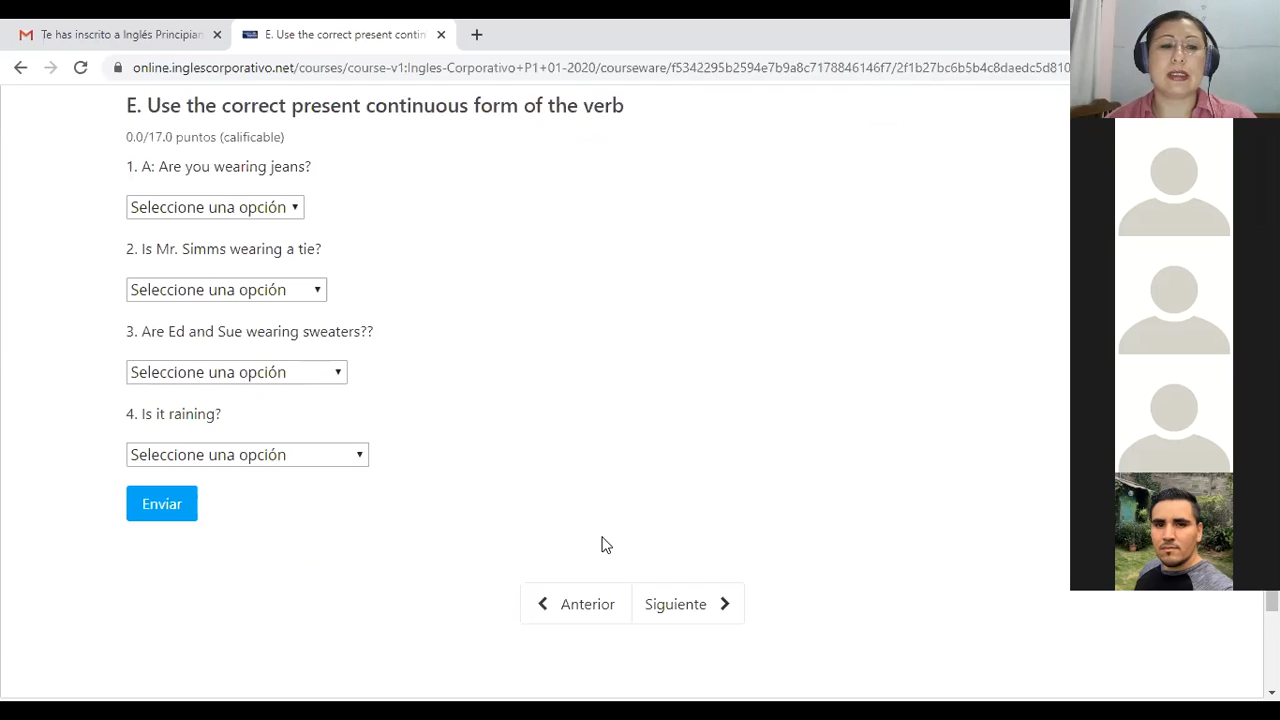 Te has inscrito a Inglés Principian
E. Use the correct present contin
online.inglescorporativo.net/courses/course-v1:Ingles-Corporativo+P1+01-2020/courseware/f5342295b2594e7b9a8c7178846146f7/2f1b27bc6b5b4c8daedc5d810
E. Use the correct present continuous form of the verb
0.0/17.0 puntos (calificable)
1. A: Are you wearing jeans?
Seleccione una opción
2. Is Mr. Simms wearing a tie?
Seleccione una opción
3. Are Ed and Sue wearing sweaters??
Seleccione una opción
4. Is it raining?
Seleccione una opción
Enviar
Anterior
Siguiente